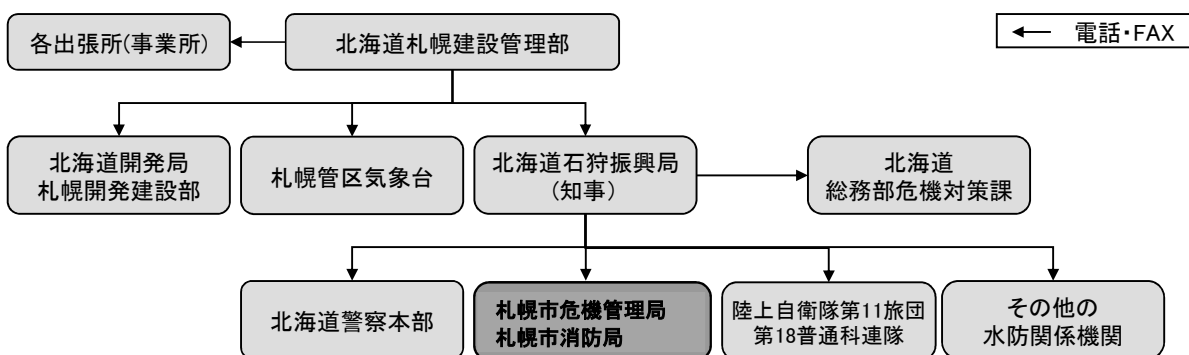 各出張所(事業所)
北海道札幌建設管理部
電話・FAX
北海道開発局
札幌開発建設部
札幌管区気象台
北海道石狩振興局
(知事)
北海道
総務部危機対策課
北海道警察本部
札幌市危機管理局
札幌市消防局
陸上自衛隊第11旅団
第18普通科連隊
その他の
水防関係機関